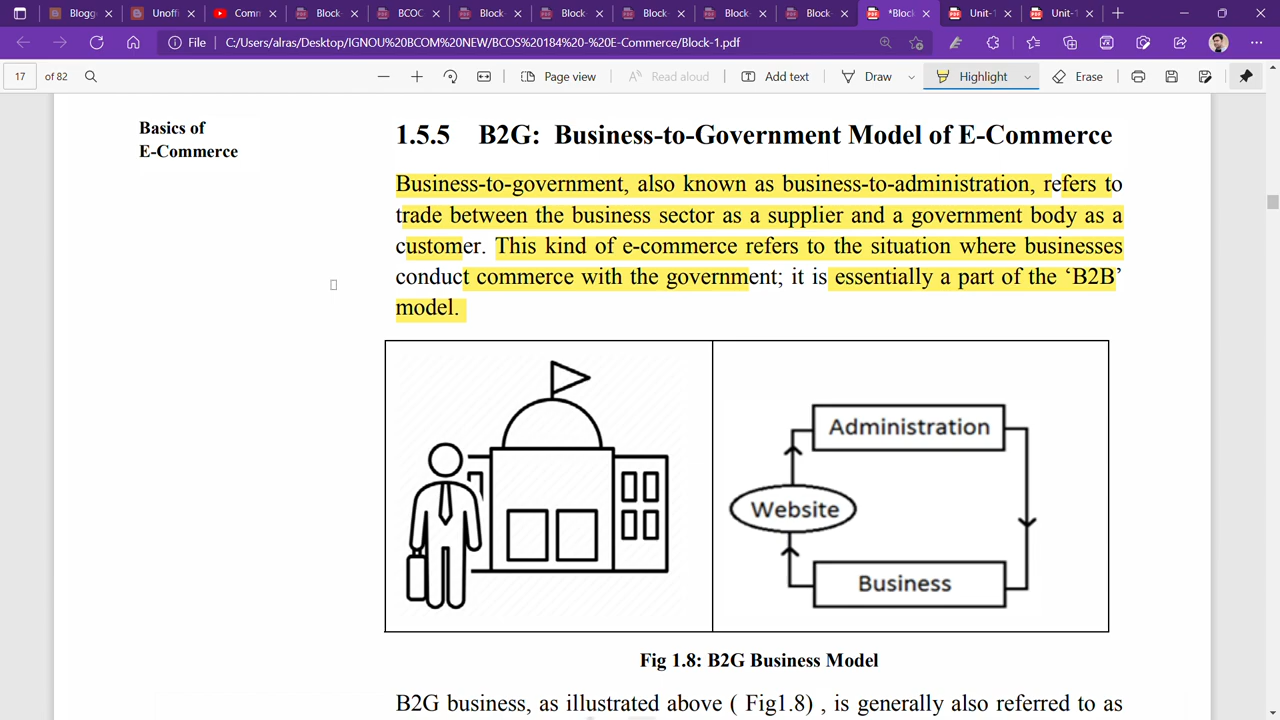 Blogg
Unoffi
Comn
Block-
BCOC
Block-
Block-
Block-
Block-
Block-
*Block
Unit-1
Unit-1
File C:/Users/alras/Desktop/IGNOU%20BCOM%20NEW/BCOS%20184%20-%20E-Commerce/Block-1.pdf
17 of 82 Page view Read aloud Add text Draw Highlight Erase
Basics of
E-Commerce
1.5.5 B2G: Business-to-Government Model of E-Commerce
Business-to-government, also known as business-to-administration, refers to
trade between the business sector as a supplier and a government body as a
customer. This kind of e-commerce refers to the situation where businesses
conduct commerce with the government; it is essentially a part of the ‘B2B’
model.
Administration
Website
Business
Fig 1.8: B2G Business Model
B2G business, as illustrated above ( Fig1.8) , is generally also referred to as